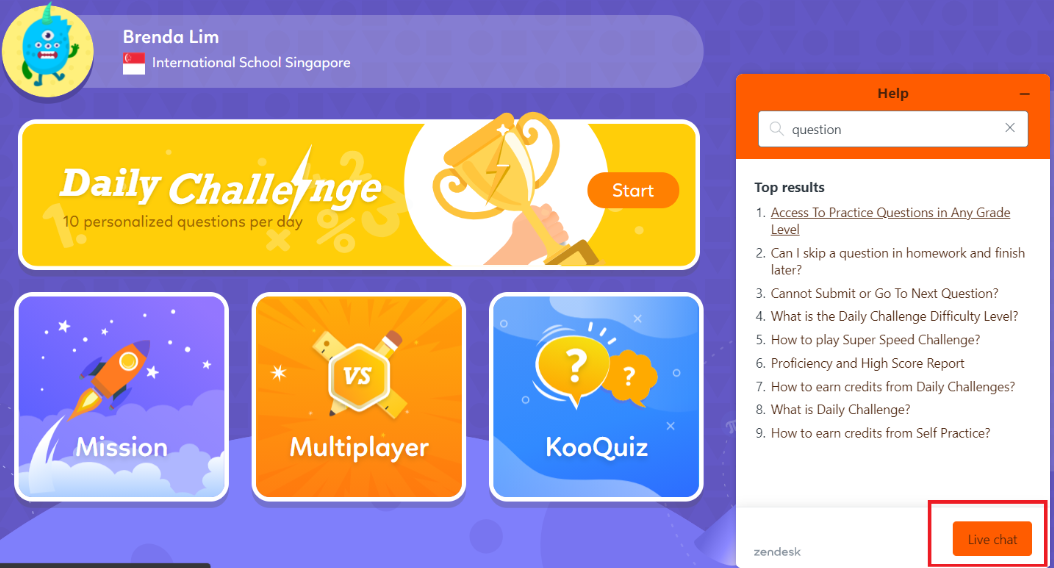 Brenda Lim
International School Singapore
Daily Challenge
10 personalized questions per day
Start
Mission
VS
Multiplayer
?
?
KooQuiz
Help
question
Top results
1. Access To Practice Questions in Any Grade
Level
2. Can I skip a question in homework and finish
later?
3. Cannot Submit or Go To Next Question?
4. What is the Daily Challenge Difficulty Level?
5. How to play Super Speed Challenge?
6. Proficiency and High Score Report
7. How to earn credits from Daily Challenges?
8. What is Daily Challenge?
9. How to earn credits from Self Practice?
zendesk
Live chat